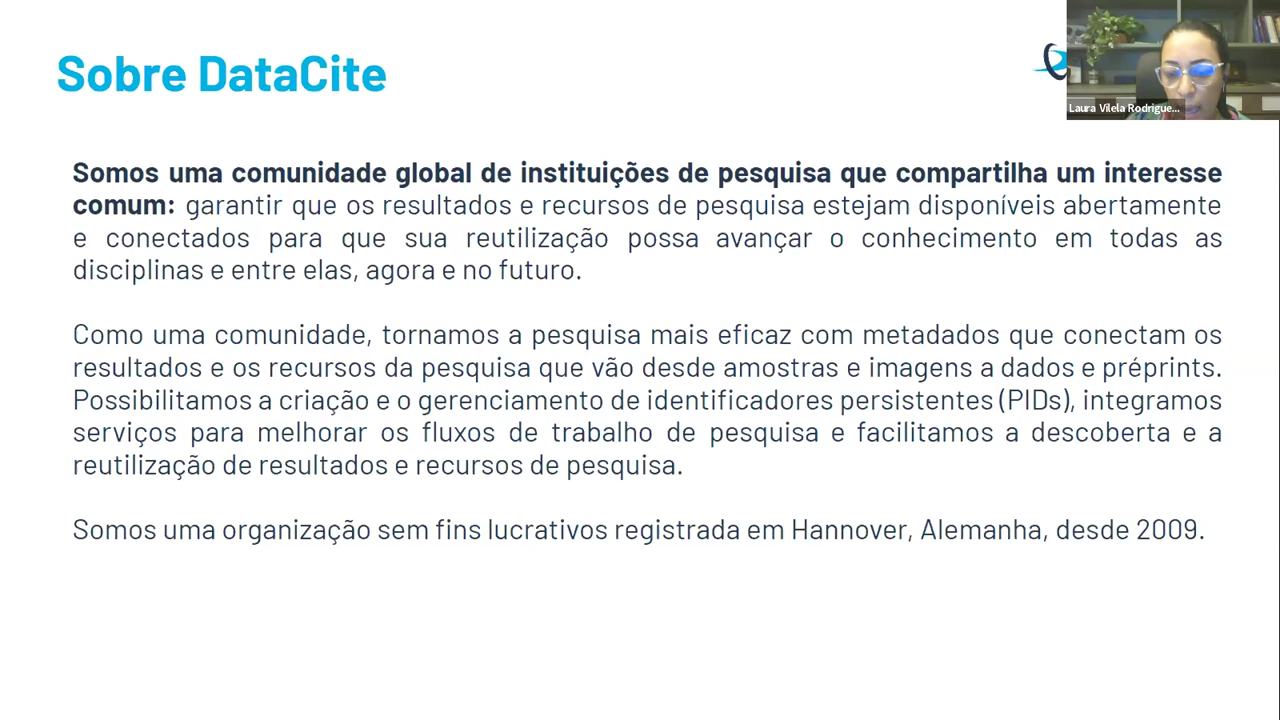 Sobre DataCite
Laura Vilela Rodrigue...
Somos uma comunidade global de instituições de pesquisa que compartilha um interesse
comum: garantir que os resultados e recursos de pesquisa estejam disponíveis abertamente
e conectados para que sua reutilização possa avançar o conhecimento em todas as
disciplinas e entre elas, agora e no futuro.
Como uma comunidade, tornamos a pesquisa mais eficaz com metadados que conectam os
resultados e os recursos da pesquisa que vão desde amostras e imagens a dados e préprints.
Possibilitamos a criação e o gerenciamento de identificadores persistentes (PIDs), integramos
serviços para melhorar os fluxos de trabalho de pesquisa e facilitamos a descoberta e a
reutilização de resultados e recursos de pesquisa.
Somos uma organização sem fins lucrativos registrada em Hannover, Alemanha, desde 2009.